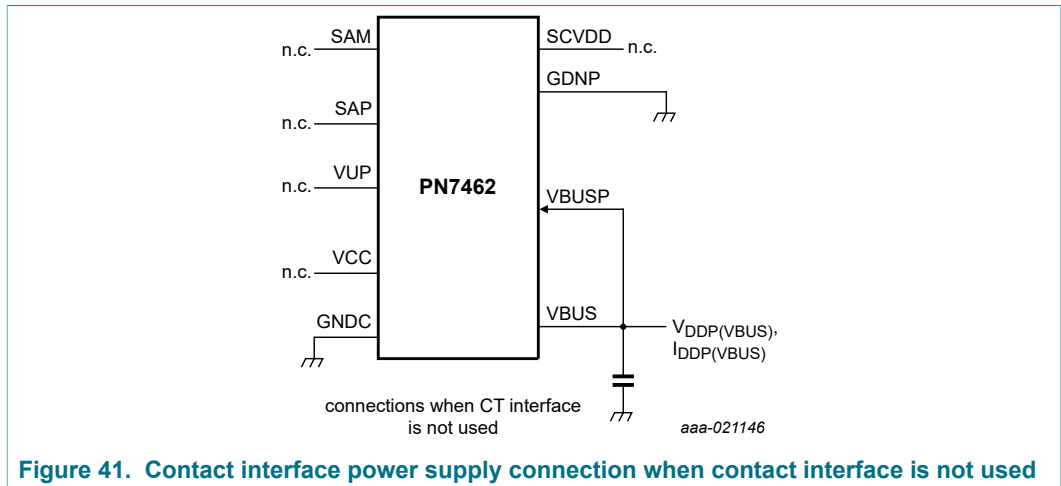 SAM
n.c.
SCVDD
n.c.
GDNP
SAP
n.c.
VUP
n.c.
PN7462
VBUSP
VCC
n.c.
GNDC
VBUS
VDDP(VBUS),
IDDP(VBUS)
connections when CT interface
is not used
aaa-021146
Figure 41. Contact interface power supply connection when contact interface is not used